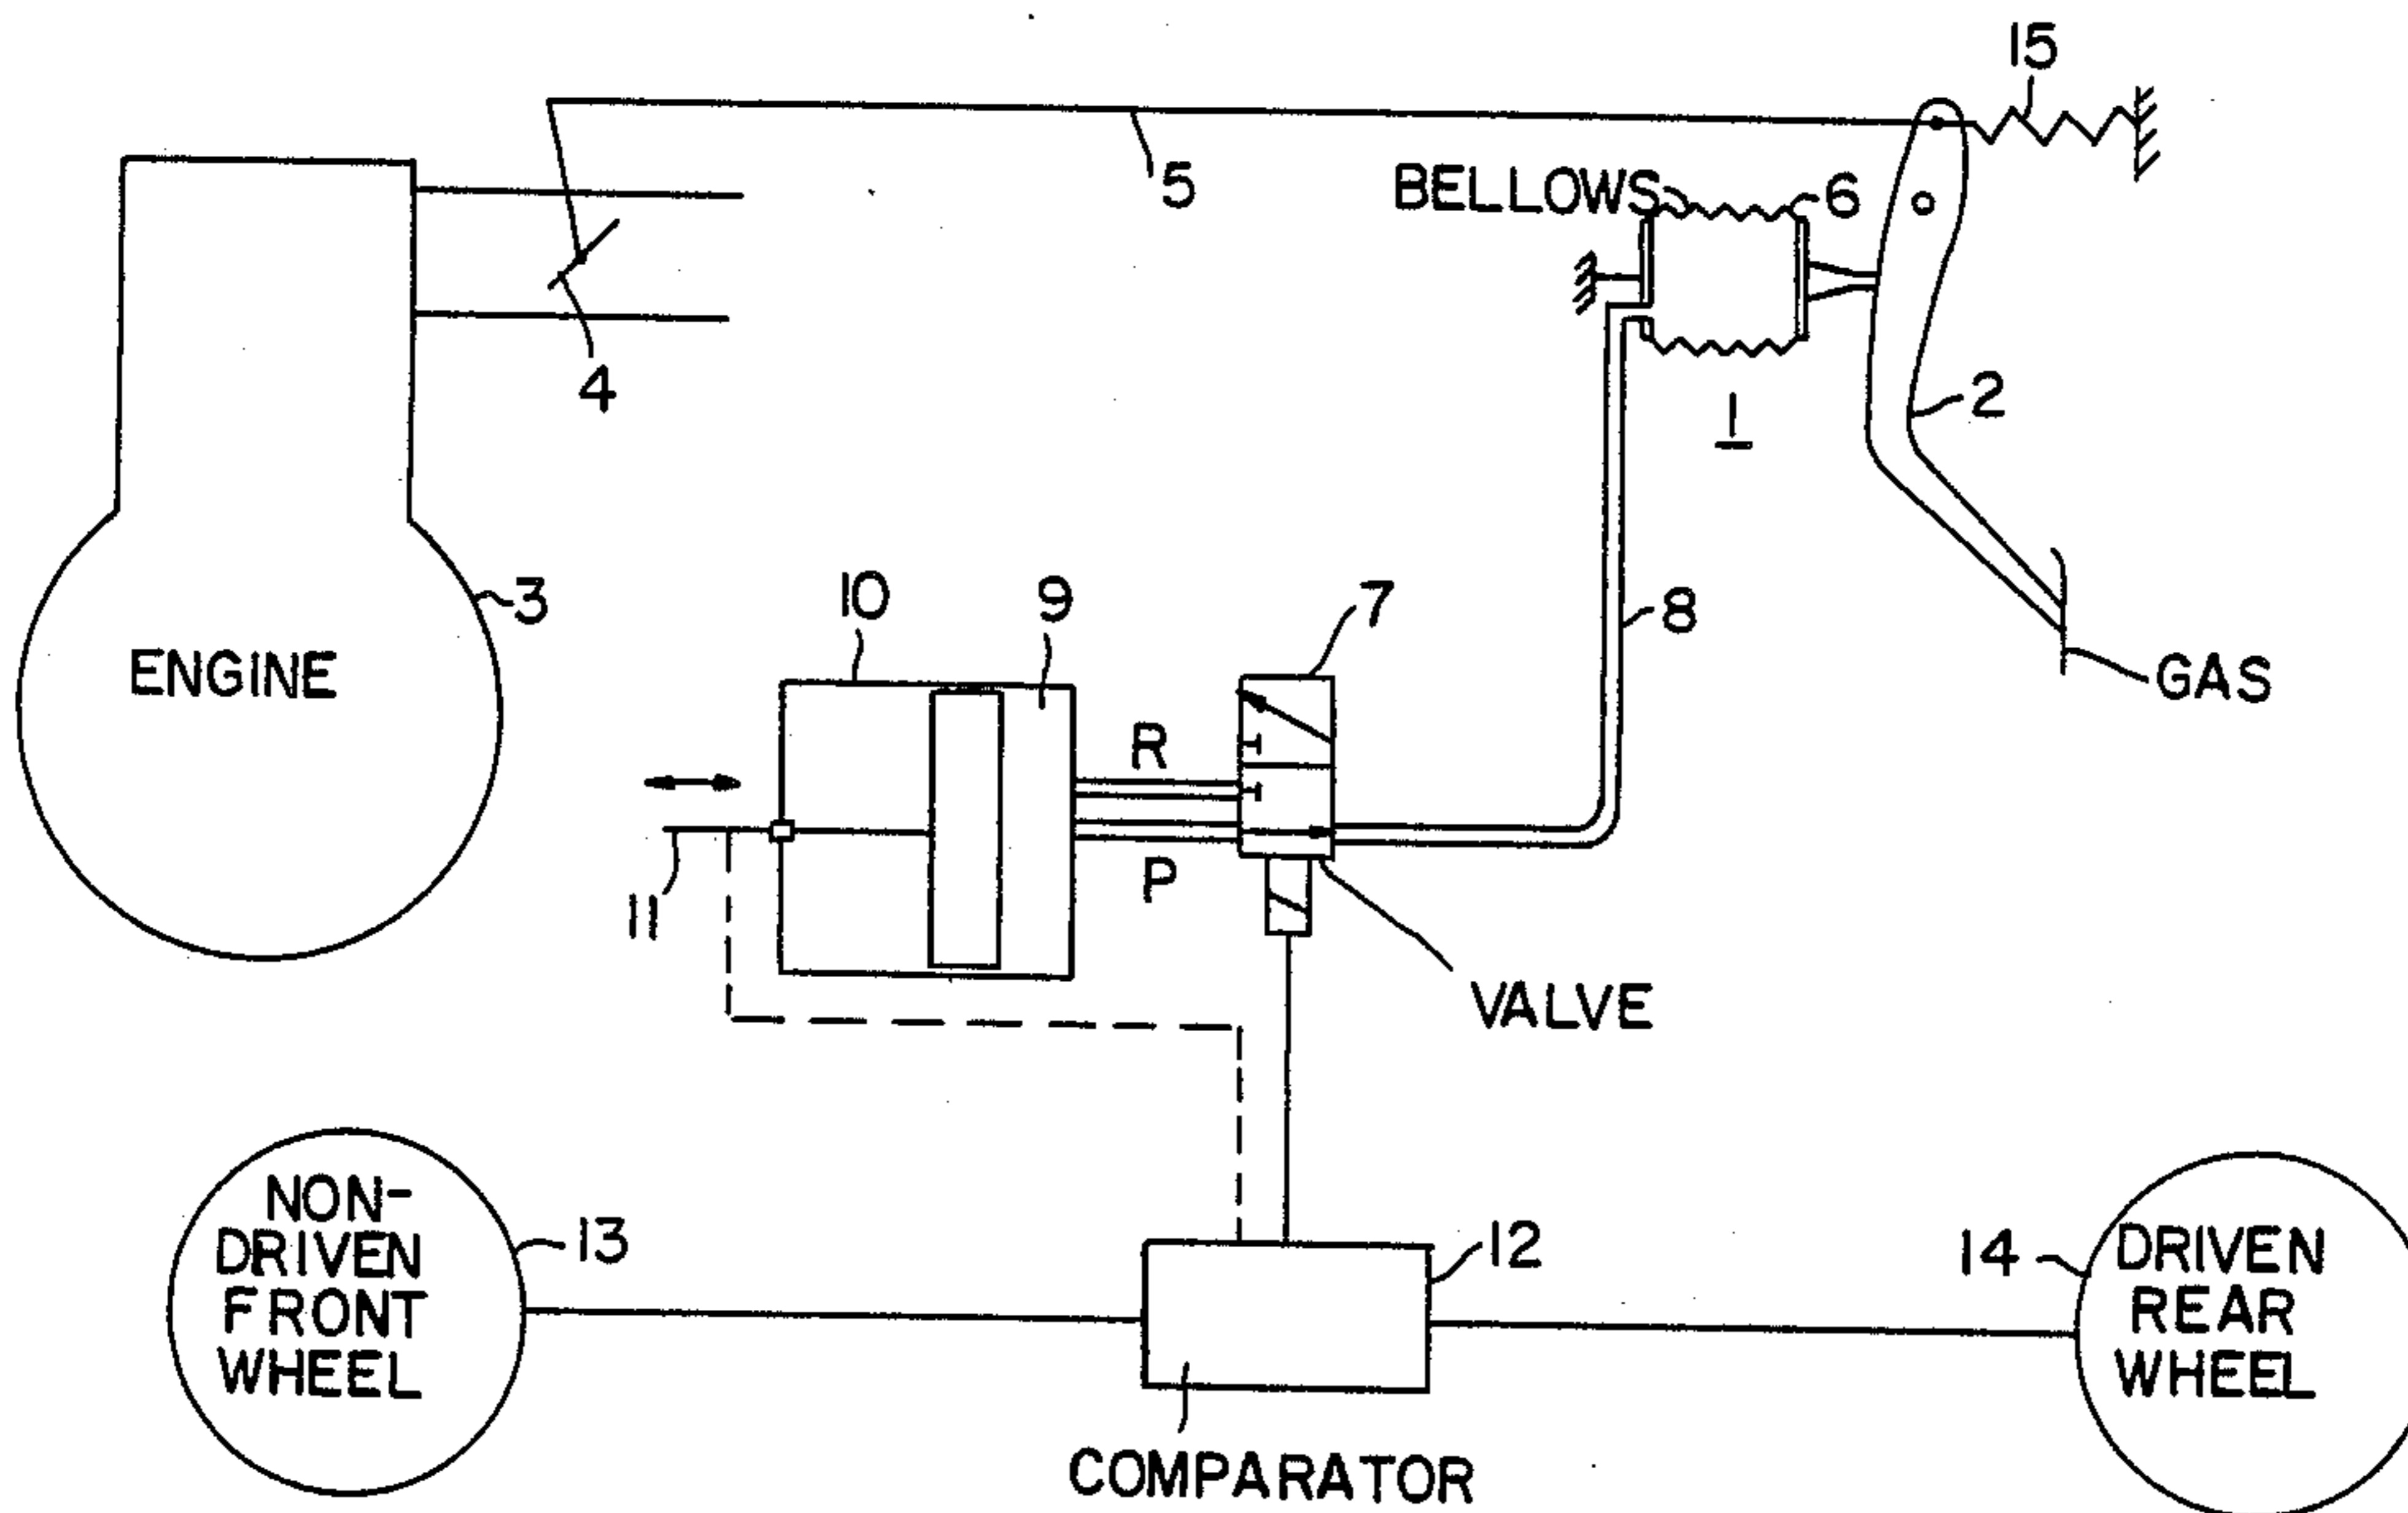 15
5
BELLOWS
6
4
2
1
3
ENGINE
10
9
7
8
GAS
R
P
11
VALVE
NON-
DRIVEN
FRONT
WHEEL
13
12
14
DRIVEN
REAR
WHEEL
COMPARATOR